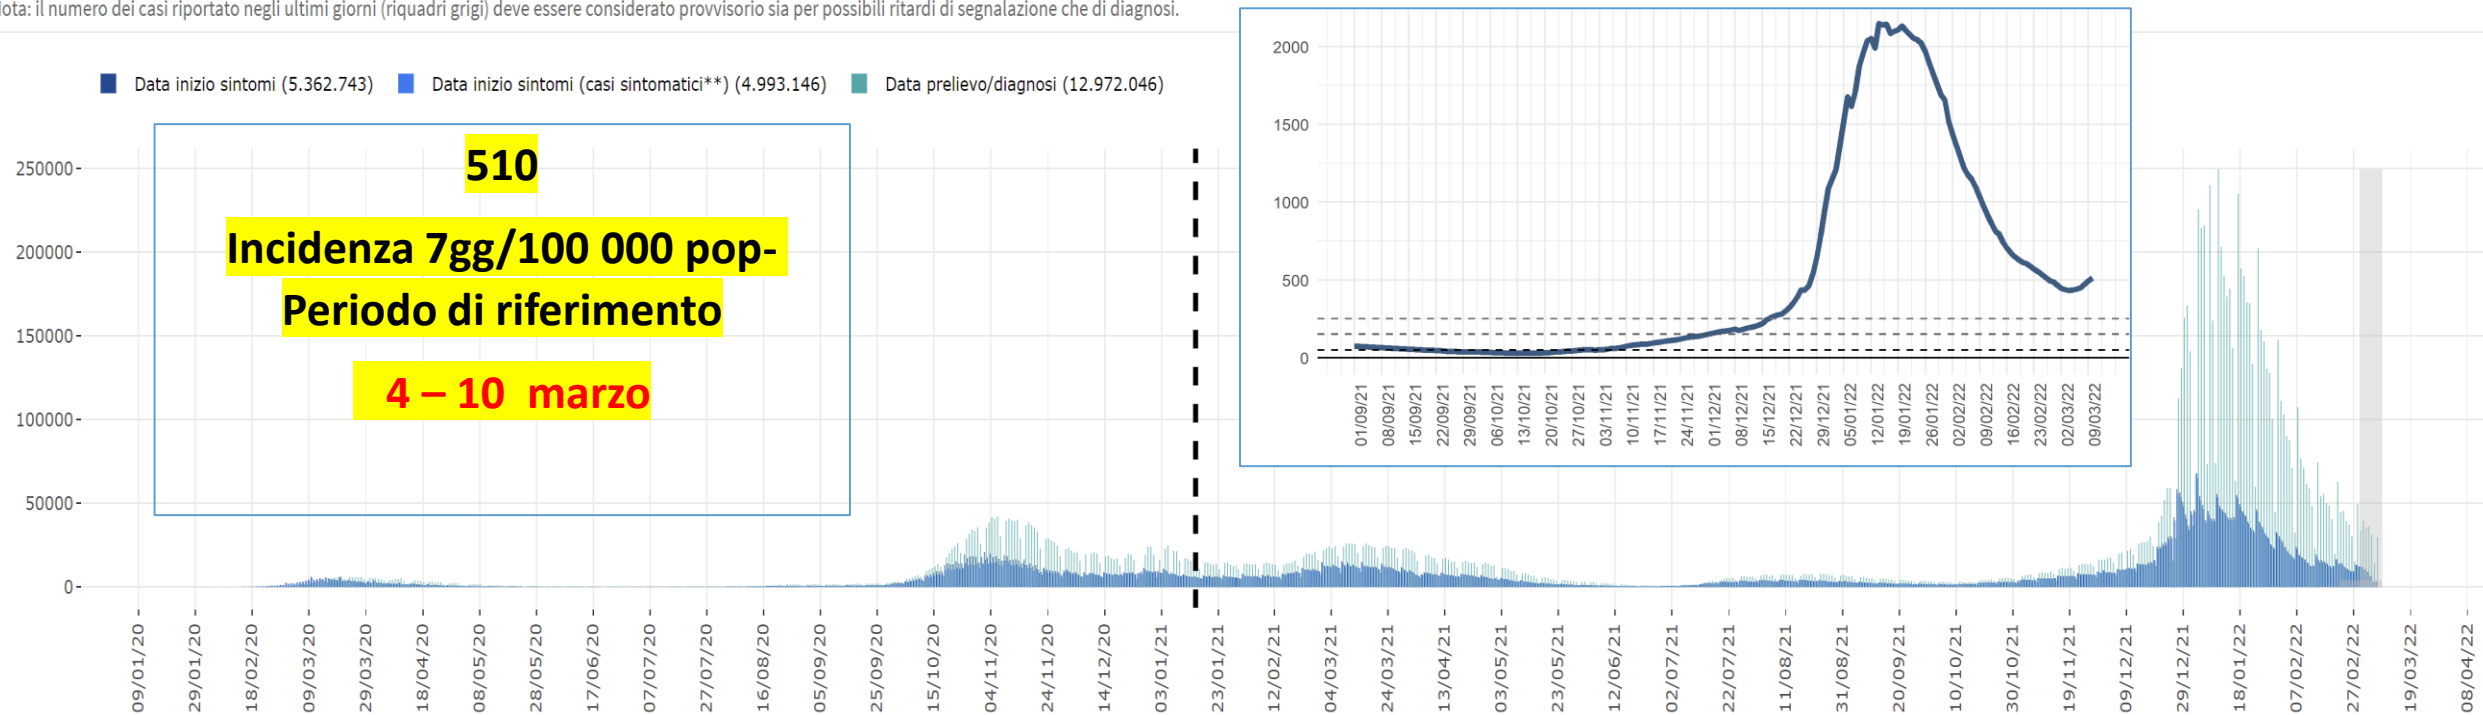 Nota: il numero dei casi riportato negli ultimi giorni (riquadri grigi) deve essere considerato provvisorio sia per possibili ritardi di segnalazione che di diagnosi.
Data inizio sintomi (5.362.743) Data inizio sintomi (casi sintomatici**) (4.993.146) Data prelievo/diagnosi (12.972.046)
510
Incidenza 7gg/100 000 pop-
Periodo di riferimento
4 – 10 marzo
250000
200000
150000
100000
50000
0
09/01/20 29/01/20 18/02/20 09/03/20 29/03/20 18/04/20 08/05/20 28/05/20 17/06/20 07/07/20 27/07/20 16/08/20 05/09/20 25/09/20 15/10/20 04/11/20 24/11/20 14/12/20 03/01/21 23/01/21 12/02/21 04/03/21 24/03/21 13/04/21 03/05/21 23/05/21 12/06/21 02/07/21 22/07/21 11/08/21 31/08/21 20/09/21 10/10/21 30/10/21 19/11/21 09/12/21 29/12/21 18/01/22 07/02/22 27/02/22 19/03/22 08/04/22
2000
1500
1000
500
0
01/09/21 08/09/21 15/09/21 22/09/21 29/09/21 06/10/21 13/10/21 20/10/21 27/10/21 03/11/21 10/11/21 17/11/21 24/11/21 01/12/21 08/12/21 15/12/21 22/12/21 29/12/21 05/01/22 12/01/22 19/01/22 26/01/22 02/02/22 09/02/22 16/02/22 23/02/22 02/03/22 09/03/22